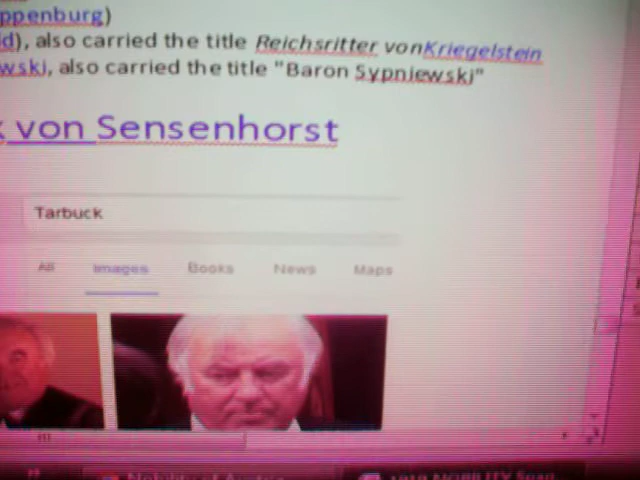 ppenburg)
d), also carried the title Reichsritter vonKriegelstein
wski, also carried the title "Baron Sypniewski"
von Sensenhorst
Tarbuck
All Images Books News Maps